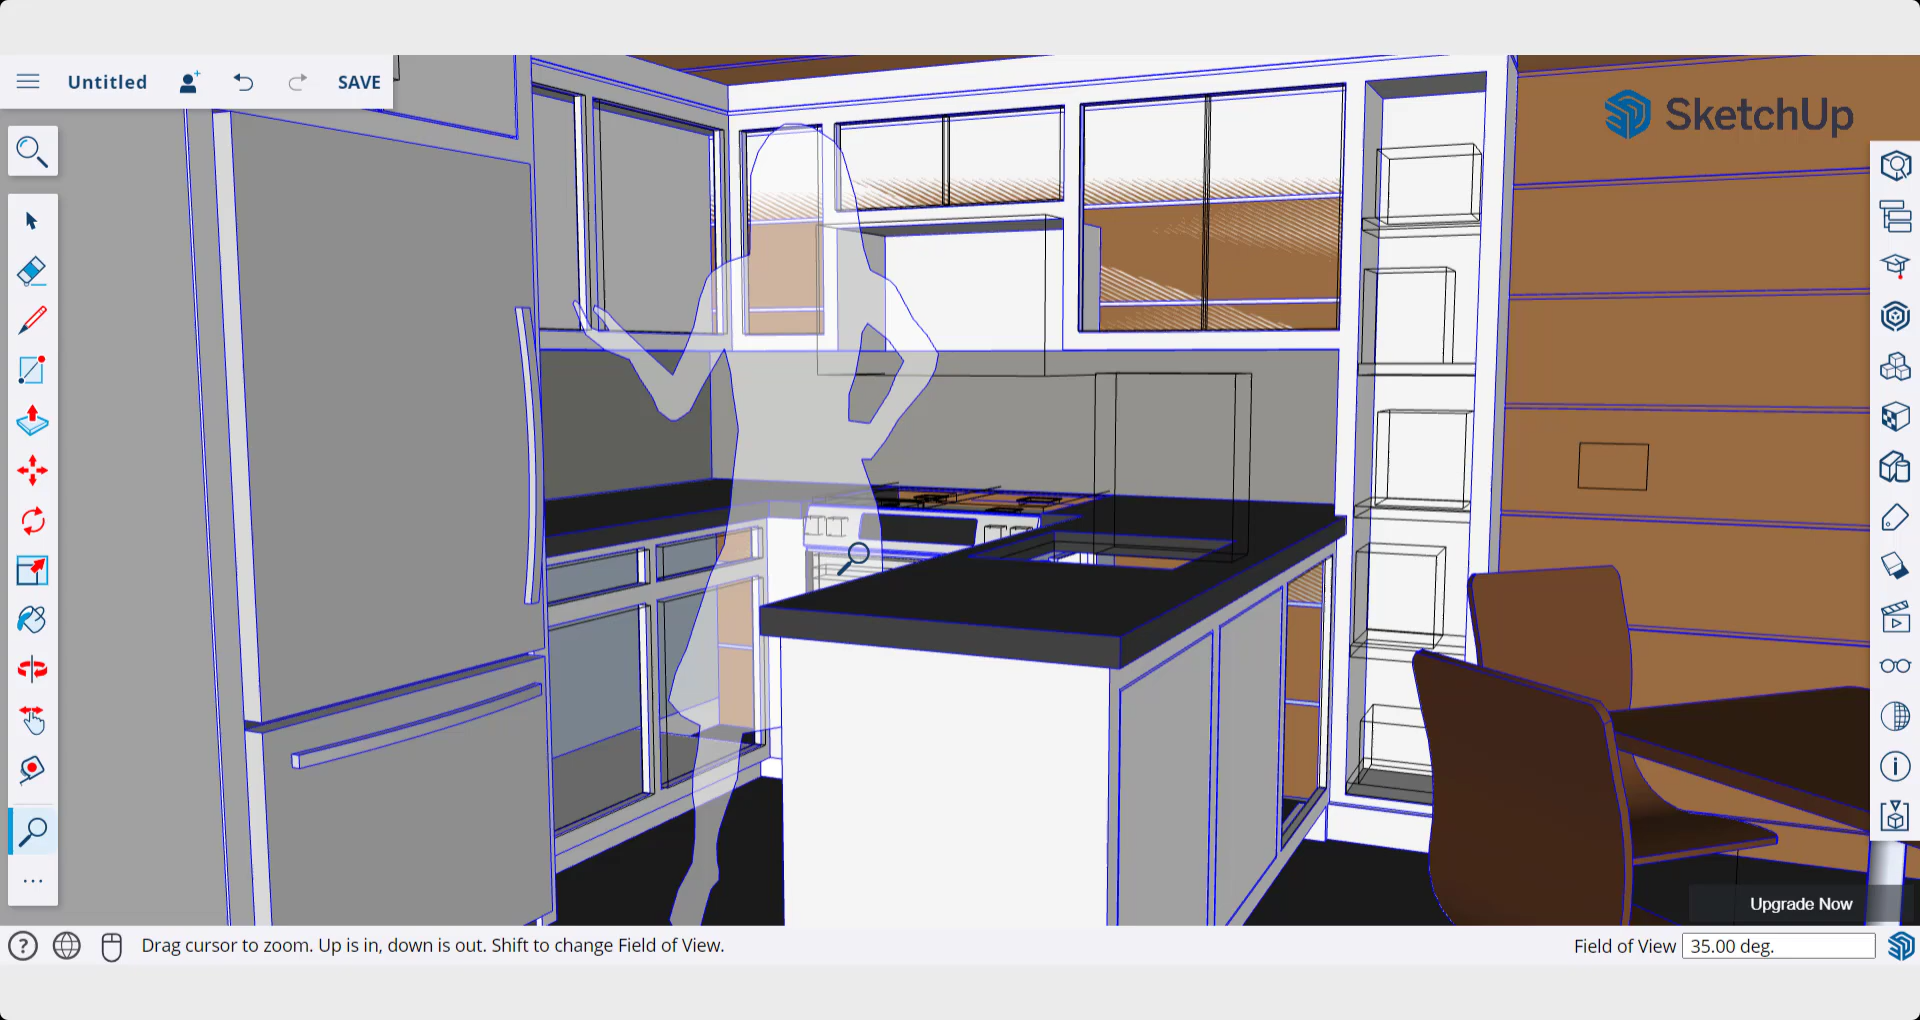 Untitled
SAVE
SketchUp
Upgrade Now
Drag cursor to zoom. Up is in, down is out. Shift to change Field of View.
Field of View 35.00 deg.